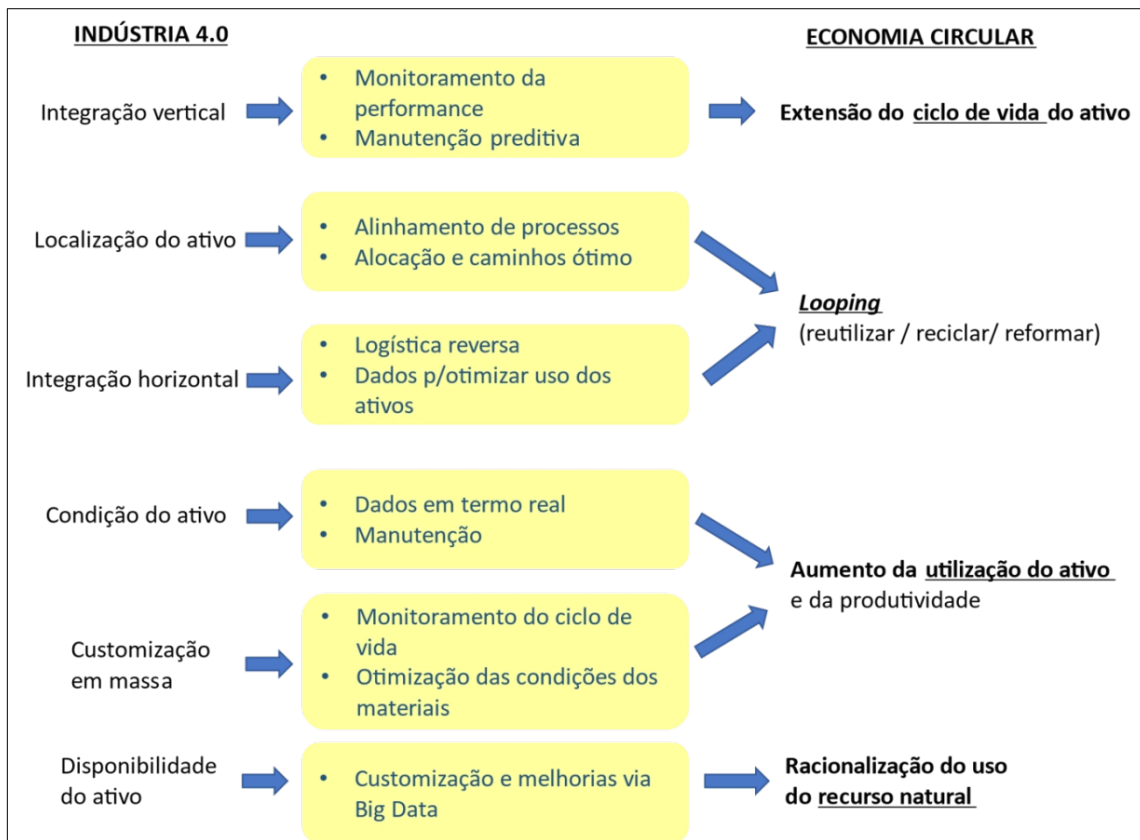 INDÚSTRIA 4.0
ECONOMIA CIRCULAR
Integração vertical
• Monitoramento da
performance
• Manutenção preditiva
Extensão do ciclo de vida do ativo
Localização do ativo
• Alinhamento de processos
• Alocação e caminhos ótimo
Looping
(reutilizar / reciclar/ reformar)
Integração horizontal
• Logística reversa
• Dados p/otimizar uso dos
ativos
Condição do ativo
• Dados em termo real
• Manutenção
Aumento da utilização do ativo
e da produtividade
Customização
em massa
• Monitoramento do ciclo de
vida
• Otimização das condições dos
materiais
Disponibilidade
do ativo
• Customização e melhorias via
Big Data
Racionalização do uso
do recurso natural